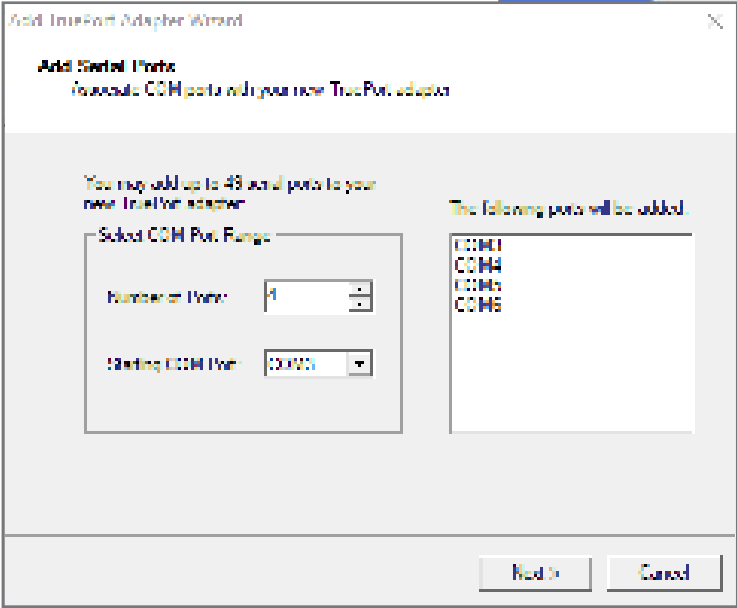 Add TruePort Adapter Wizard
Add Serial Ports
Associate COM ports with your new TruePort adapter
You may add up to 49 serial ports to your
new TruePort adapter
The following ports will be added.
Select COM Port Range
COM3
COM4
COM5
COM6
Number of Ports: 4
Starting COM Port: COM3
Next >
Cancel